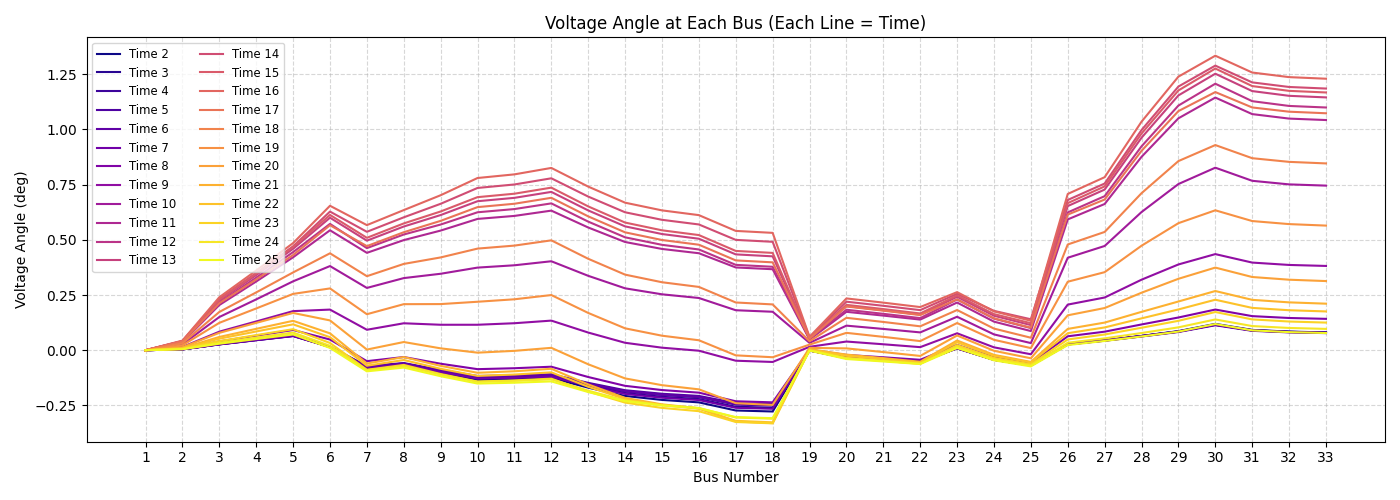 Voltage Angle at Each Bus (Each Line = Time)
Voltage Angle (deg)
1.25
1.00
0.75
0.50
0.25
0.00
−0.25
Time 2
Time 3
Time 4
Time 5
Time 6
Time 7
Time 8
Time 9
Time 10
Time 11
Time 12
Time 13
Time 14
Time 15
Time 16
Time 17
Time 18
Time 19
Time 20
Time 21
Time 22
Time 23
Time 24
Time 25
1 2 3 4 5 6 7 8 9 10 11 12 13 14 15 16 17 18 19 20 21 22 23 24 25 26 27 28 29 30 31 32 33
Bus Number